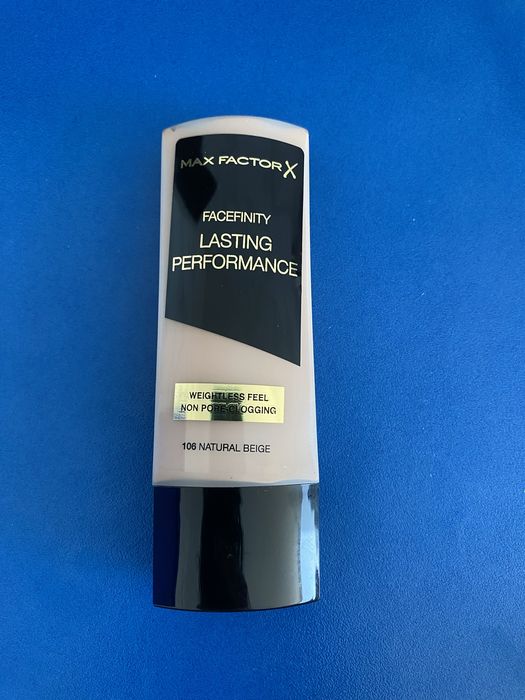 MAX FACTOR X
FACEFINITY
LASTING
PERFORMANCE
WEIGHTLESS FEEL
NON PORE-CLOGGING
106 NATURAL BEIGE